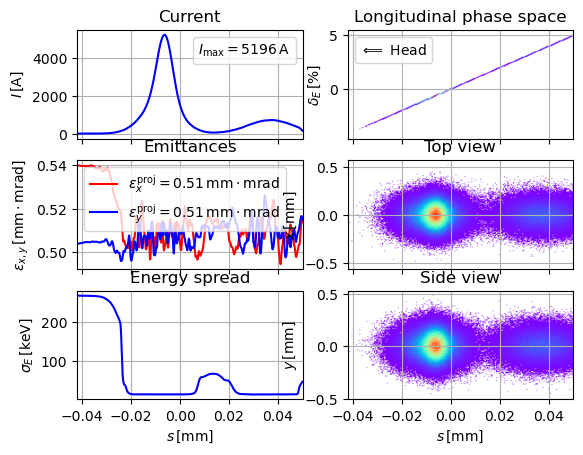 Current
I_max = 5196 A
I [A]
4000
2000
0
Longitudinal phase space
⟸ Head
δ_E [%]
5
0
Emittances
ε_x^proj = 0.51 mm · mrad
ε_y^proj = 0.51 mm · mrad
ε_x,y [mm · mrad]
0.54
0.52
0.50
Top view
[mm]
0.5
0.0
−0.5
Energy spread
σ_E [keV]
200
100
−0.04 −0.02 0.00 0.02 0.04
s [mm]
Side view
y [mm]
0.5
0.0
−0.5
−0.04 −0.02 0.00 0.02 0.04
s [mm]